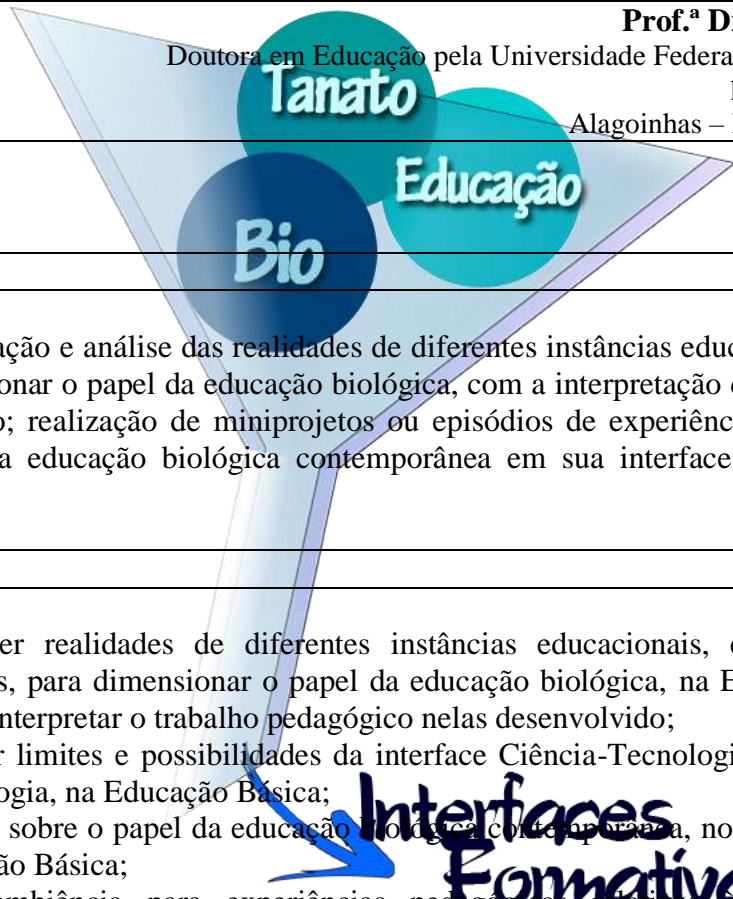 Prof.ª D
Doutora em Educação pela Universidade Federa
Tanato
Alagoinhas –
Educação
Bio
ação e análise das realidades de diferentes instâncias educ
onar o papel da educação biológica, com a interpretação
o; realização de miniprojetos ou episódios de experiênc
a educação biológica contemporânea em sua interface
er realidades de diferentes instâncias educacionais,
s, para dimensionar o papel da educação biológica, na E
interpretar o trabalho pedagógico nelas desenvolvido;
r limites e possibilidades da interface Ciência-Tecnologi
ogia, na Educação Básica;
Interfaces
sobre o papel da educação biológica contemporânea, no
Formativ
ão Básica;